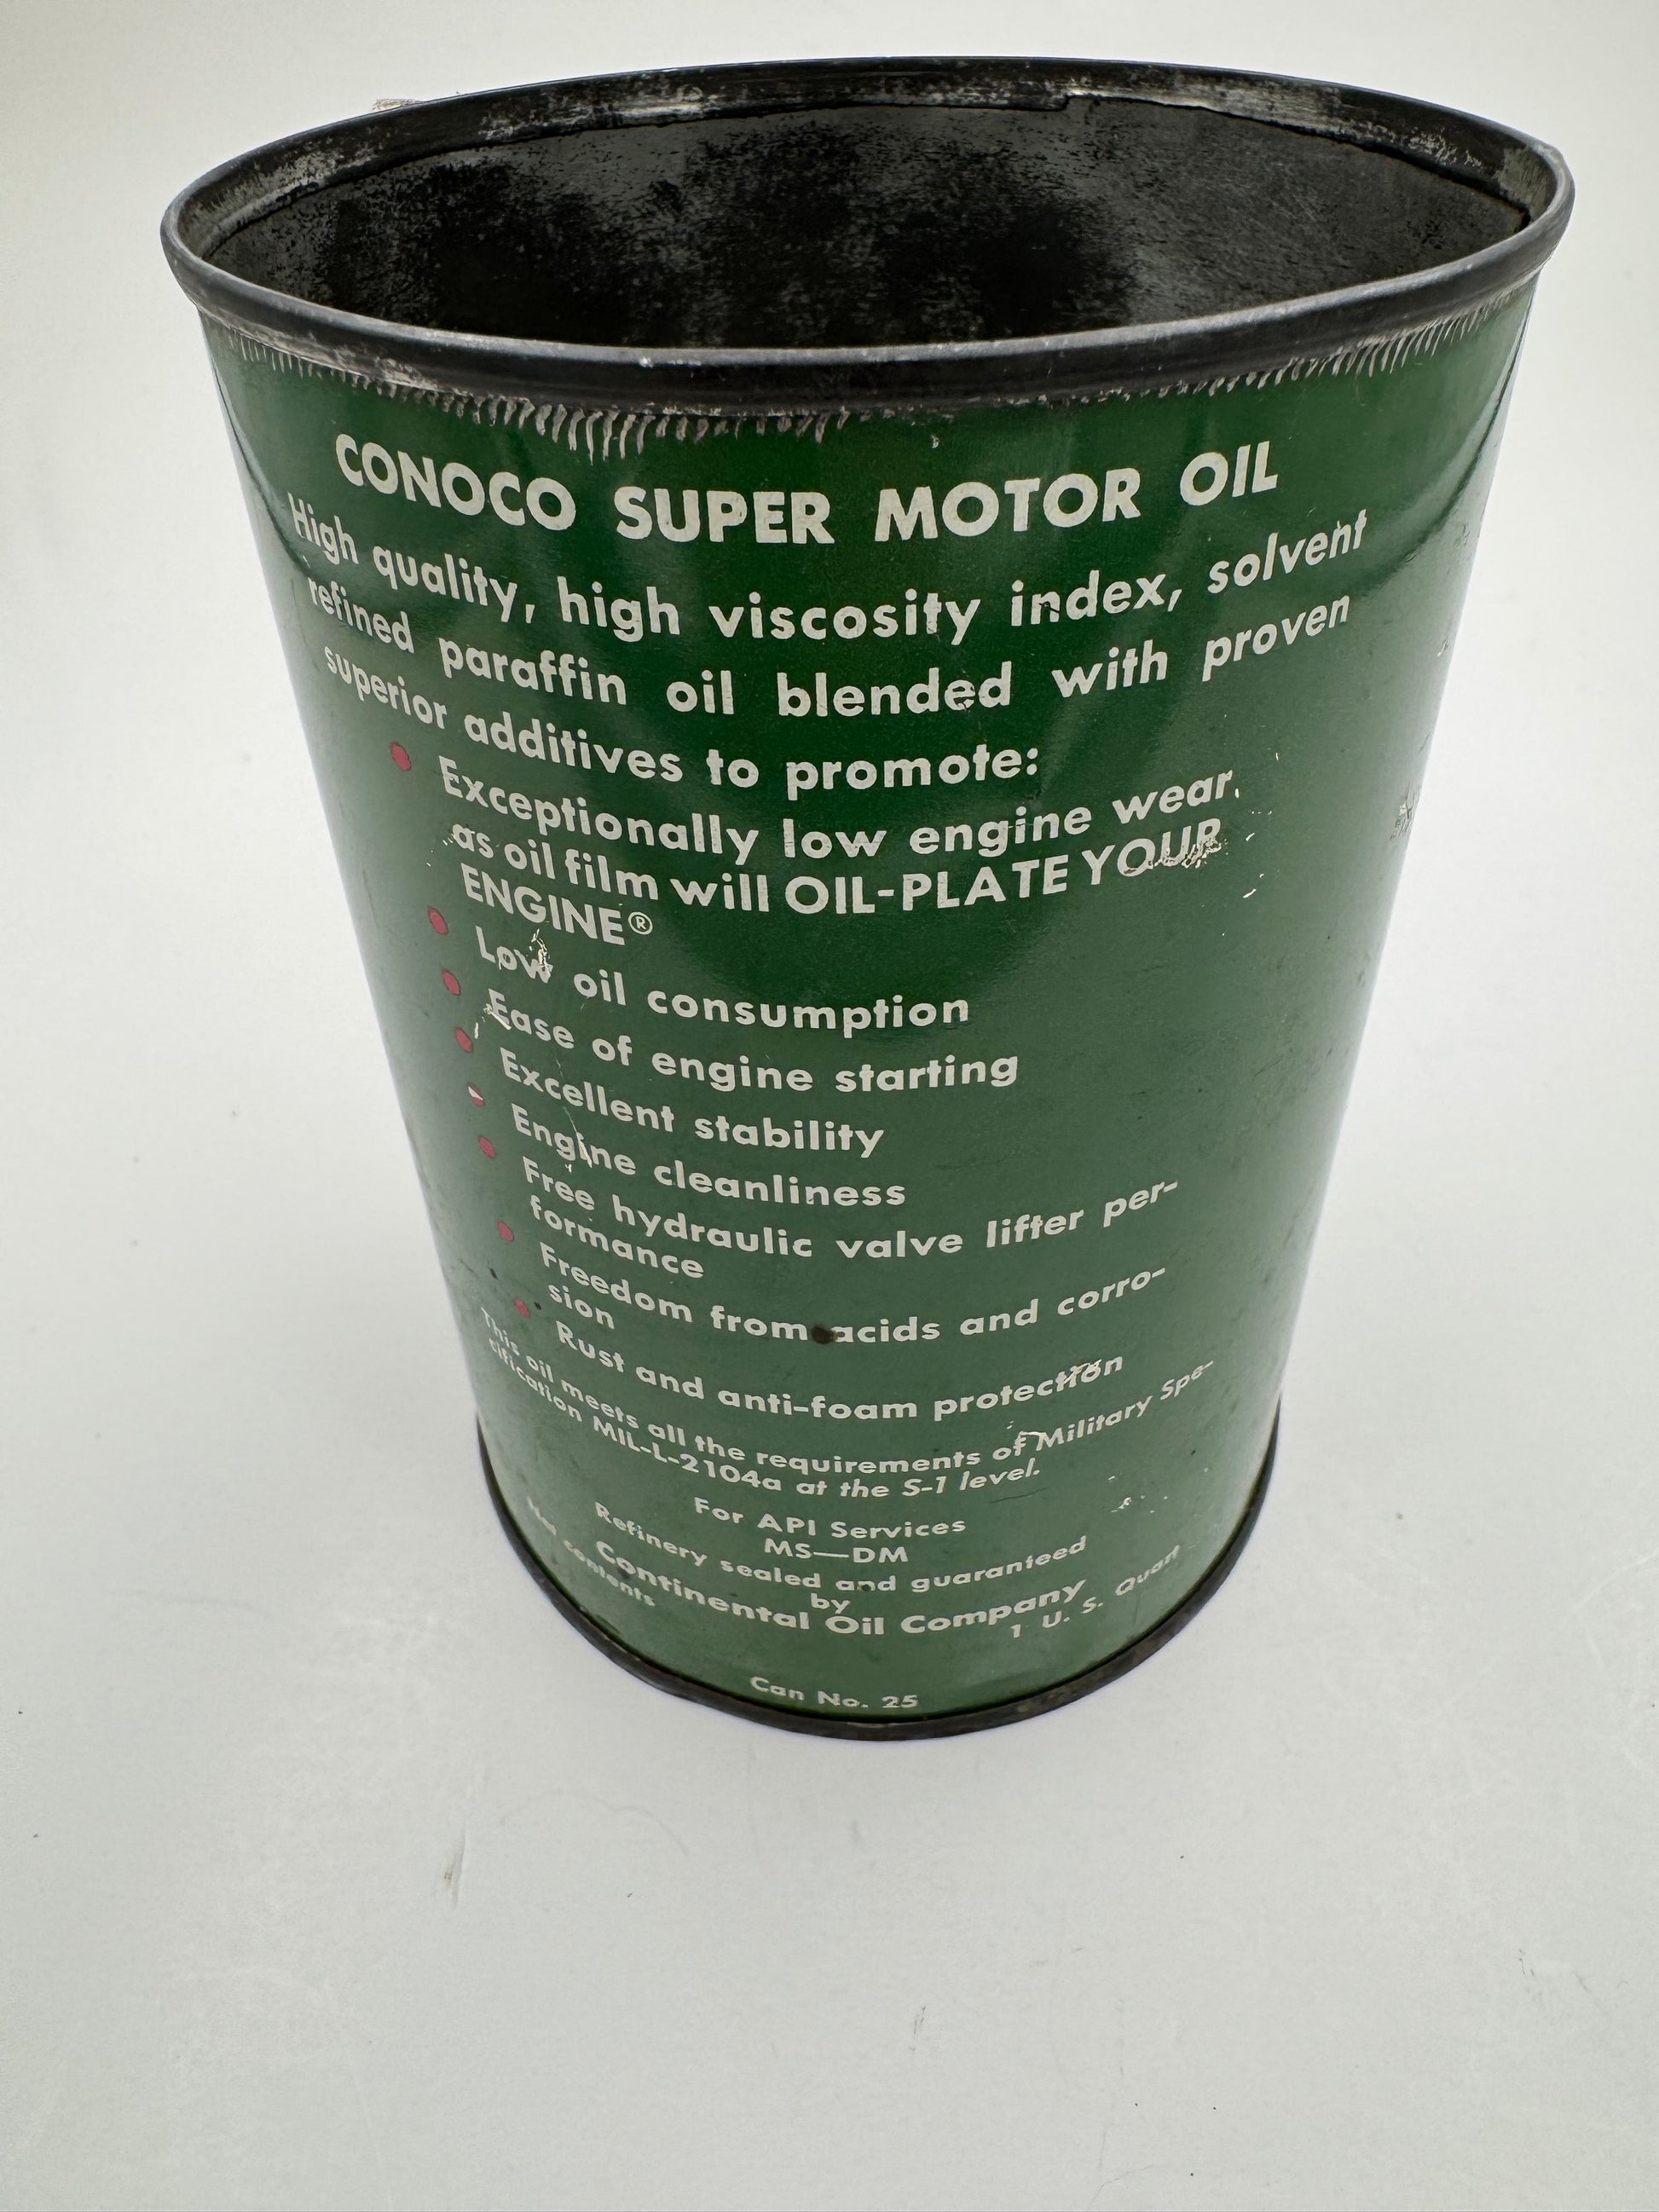 CONOCO SUPER MOTOR OIL
High quality, high viscosity index, solvent
refined paraffin oil blended with proven
superior additives to promote:
• Exceptionally low engine wear,
as oil film will OIL-PLATE YOUR
ENGINE®
• Low oil consumption
• Ease of engine starting
• Excellent stability
• Engine cleanliness
• Free hydraulic valve lifter per-
formance
• Freedom from acids and corro-
sion
• Rust and anti-foam protection
This oil meets all the requirements of Military Spe-
cification MIL-L-2104a at the S-1 level.
For API Services
MS—DM
Refinery sealed and guaranteed
by
Continental Oil Company
Net contents 1 U. S. Quart
Can No. 25